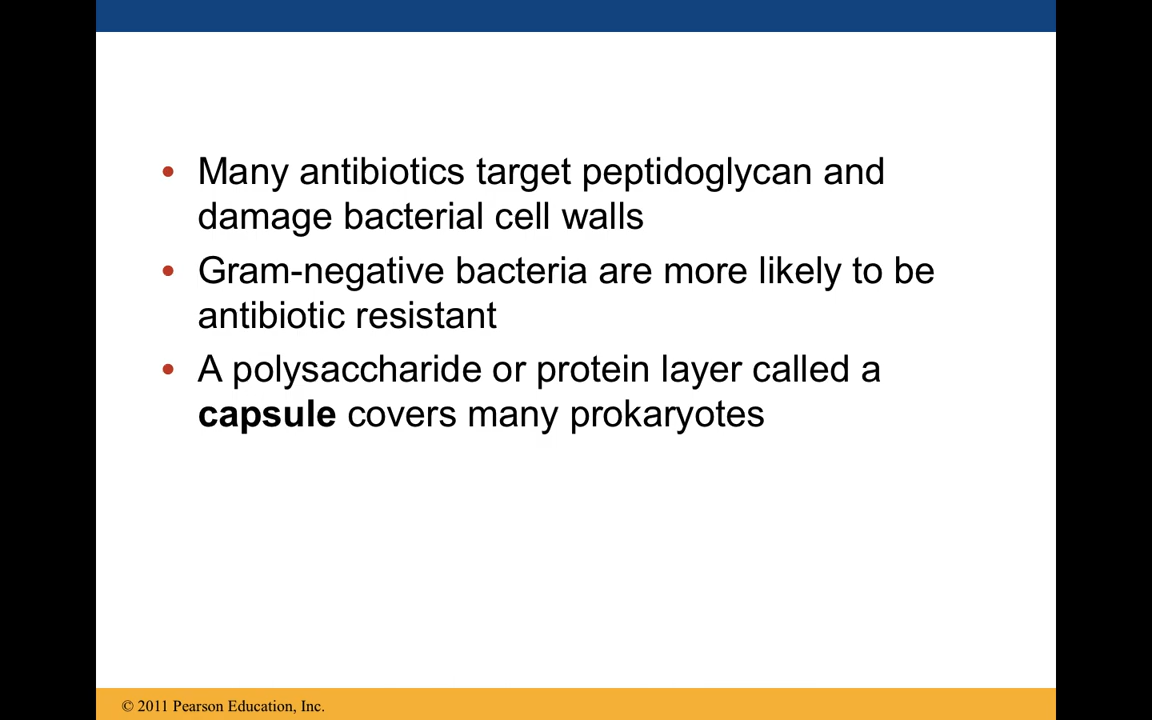 • Many antibiotics target peptidoglycan and
damage bacterial cell walls
• Gram-negative bacteria are more likely to be
antibiotic resistant
• A polysaccharide or protein layer called a
capsule covers many prokaryotes
© 2011 Pearson Education, Inc.